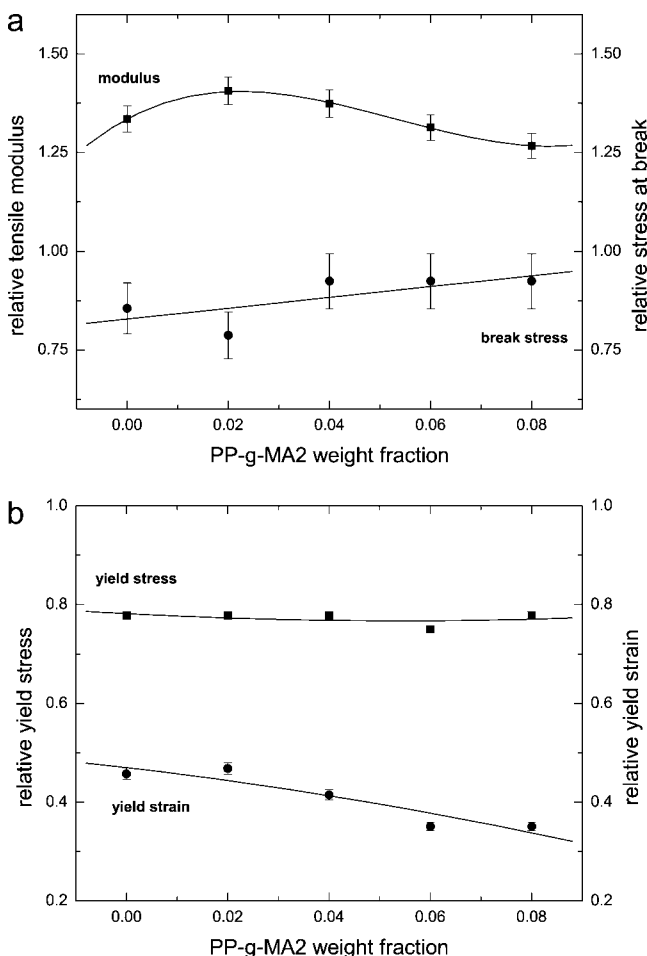 a
1.50
1.50
modulus
1.25
1.25
relative tensile modulus
relative stress at break
1.00
1.00
0.75
0.75
break stress
0.00
0.02
0.04
0.06
0.08
PP-g-MA2 weight fraction
b
1.0
1.0
yield stress
0.8
0.8
relative yield stress
relative yield strain
0.6
0.6
0.4
0.4
yield strain
0.2
0.2
0.00
0.02
0.04
0.06
0.08
PP-g-MA2 weight fraction